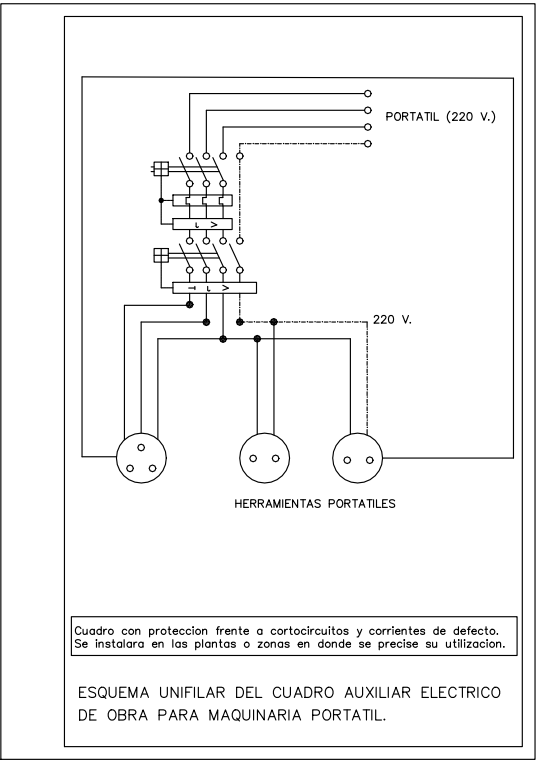 PORTATIL (220 V.)
220 V.
HERRAMIENTAS PORTATILES
Cuadro con proteccion frente a cortocircuitos y corrientes de defecto.
Se instalara en las plantas o zonas en donde se precise su utilizacion.
ESQUEMA UNIFILAR DEL CUADRO AUXILIAR ELECTRICO
DE OBRA PARA MAQUINARIA PORTATIL.